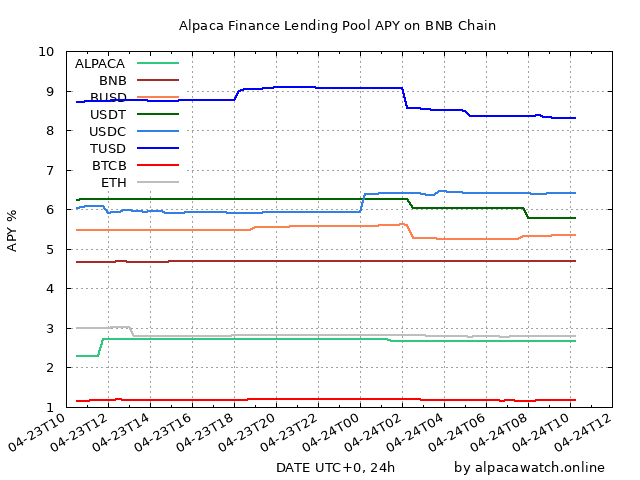 Alpaca Finance Lending Pool APY on BNB Chain
10
9
8
7
6
5
4
3
2
1
APY %
ALPACA
BNB
BUSD
USDT
USDC
TUSD
BTCB
ETH
04-23T10
04-23T12
04-23T14
04-23T16
04-23T18
04-23T20
04-23T22
04-24T00
04-24T02
04-24T04
04-24T06
04-24T08
04-24T10
04-24T12
DATE UTC+0, 24h
by alpacawatch.online